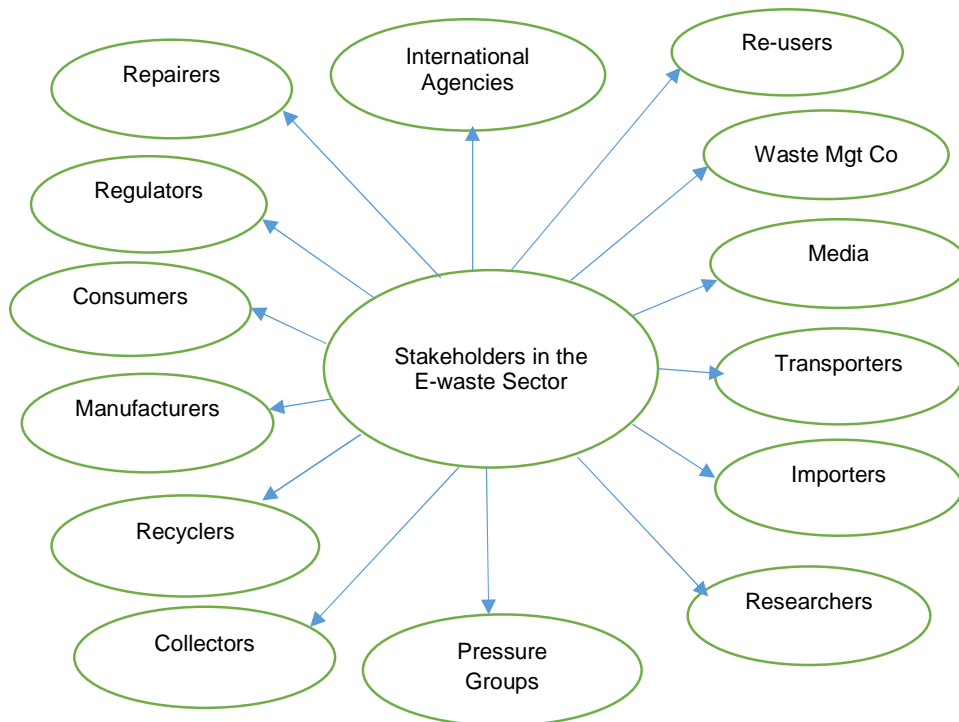 Repairers
International
Agencies
Re-users
Waste Mgt Co
Regulators
Media
Consumers
Stakeholders in the
E-waste Sector
Transporters
Manufacturers
Importers
Recyclers
Researchers
Collectors
Pressure
Groups